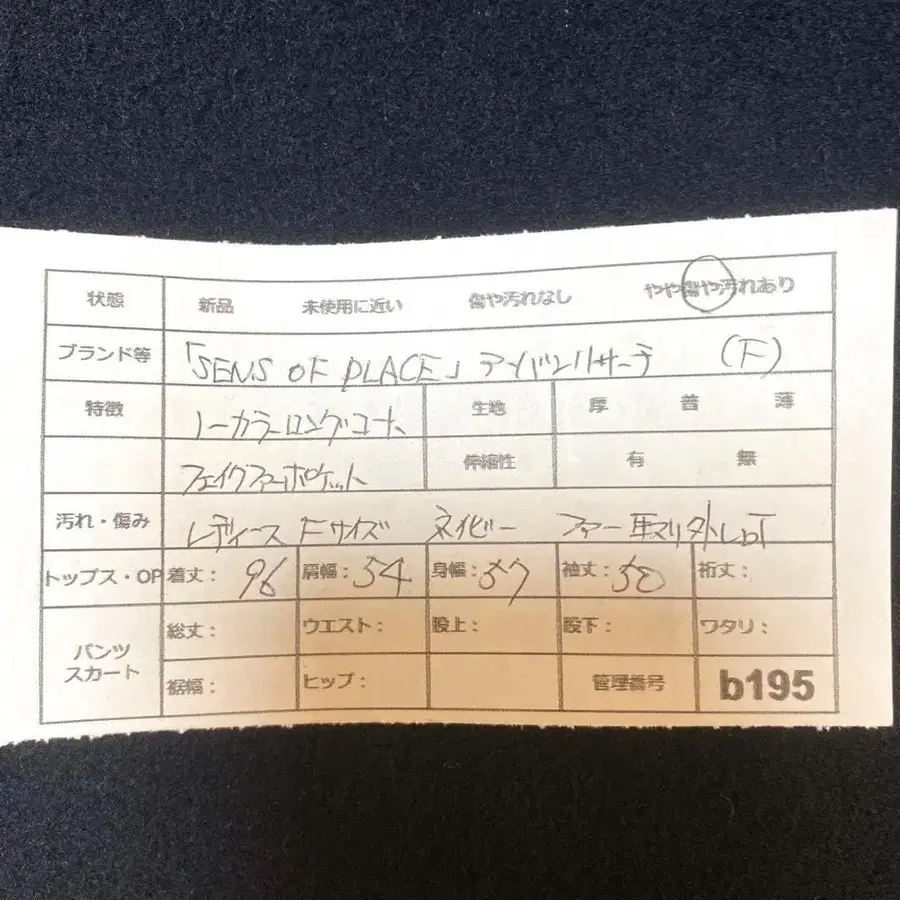 状態 新品 未使用に近い 傷や汚れなし やや傷や汚れあり
ブランド等 「SENS OF PLACE」アーバンリサーチ (F)
特徴 ノーカラーロングコート 生地 厚 普 薄
フェイクファーポケット 伸縮性 有 無
汚れ・傷み レディース Fサイズ ネイビー ファー取り外し可
トップス・OP 着丈: 96 肩幅: 54 身幅: 57 袖丈: 50 裄丈:
パンツ スカート 総丈: ウエスト: 股上: 股下: ワタリ:
裾幅: ヒップ: 管理番号 b195